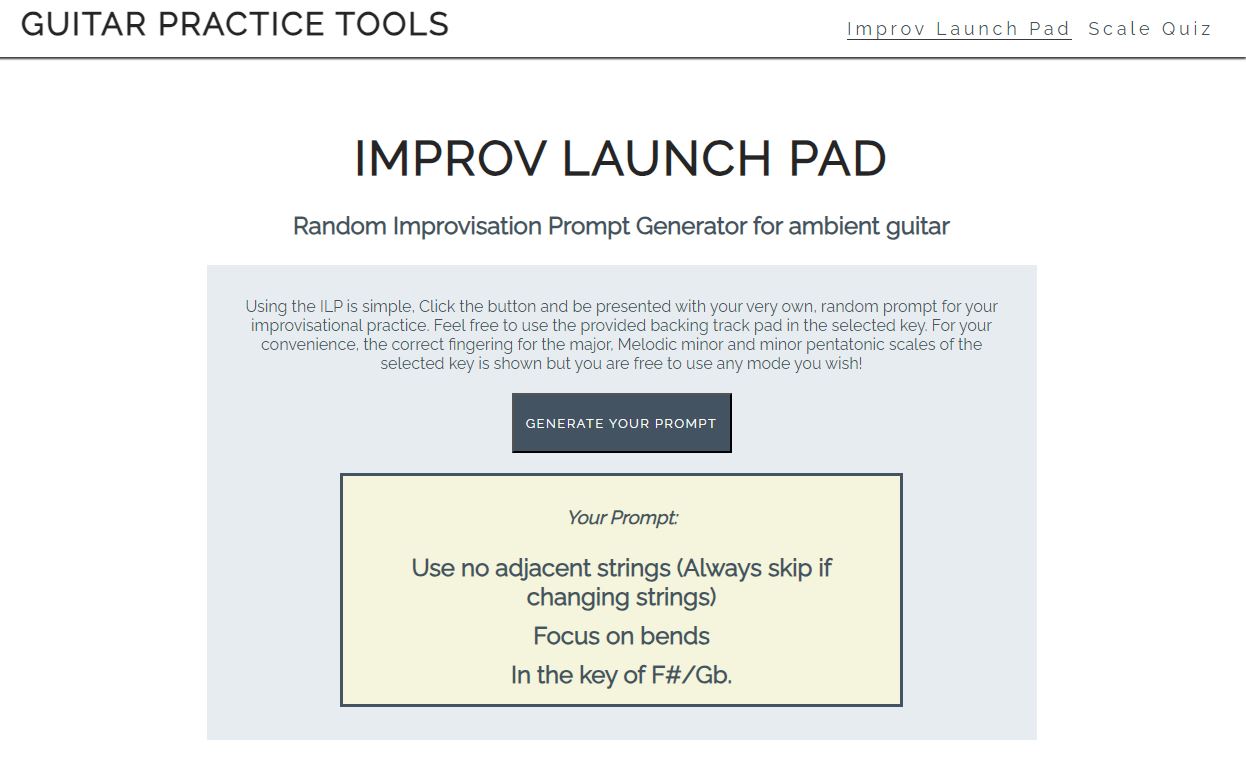 GUITAR PRACTICE TOOLS
Improv Launch Pad Scale Quiz
IMPROV LAUNCH PAD
Random Improvisation Prompt Generator for ambient guitar
Using the ILP is simple, Click the button and be presented with your very own, random prompt for your
improvisational practice. Feel free to use the provided backing track pad in the selected key. For your
convenience, the correct fingering for the major, Melodic minor and minor pentatonic scales of the
selected key is shown but you are free to use any mode you wish!
GENERATE YOUR PROMPT
Your Prompt:
Use no adjacent strings (Always skip if
changing strings)
Focus on bends
In the key of F#/Gb.